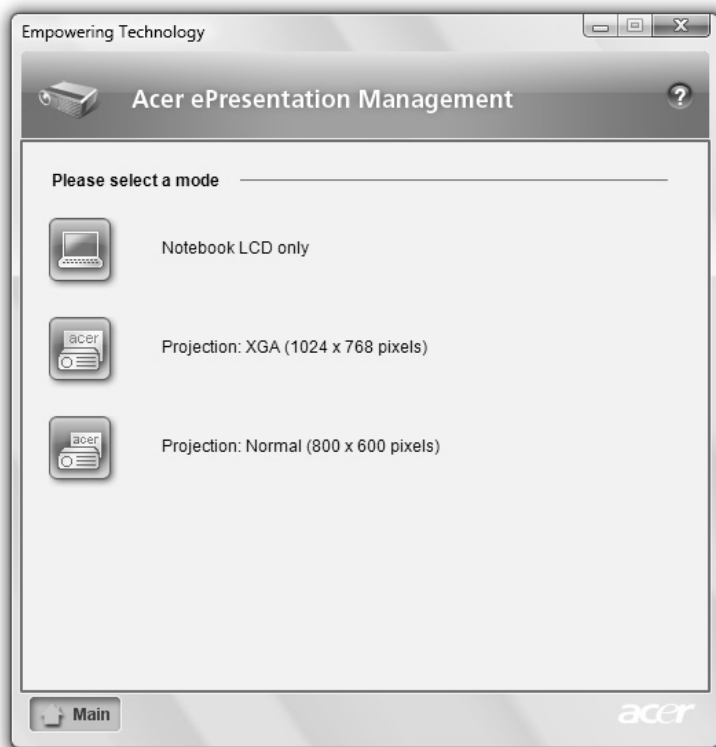 Empowering Technology
Acer ePresentation Management
?
Please select a mode
Notebook LCD only
acer
Projection: XGA (1024 x 768 pixels)
acer
Projection: Normal (800 x 600 pixels)
Main
acer